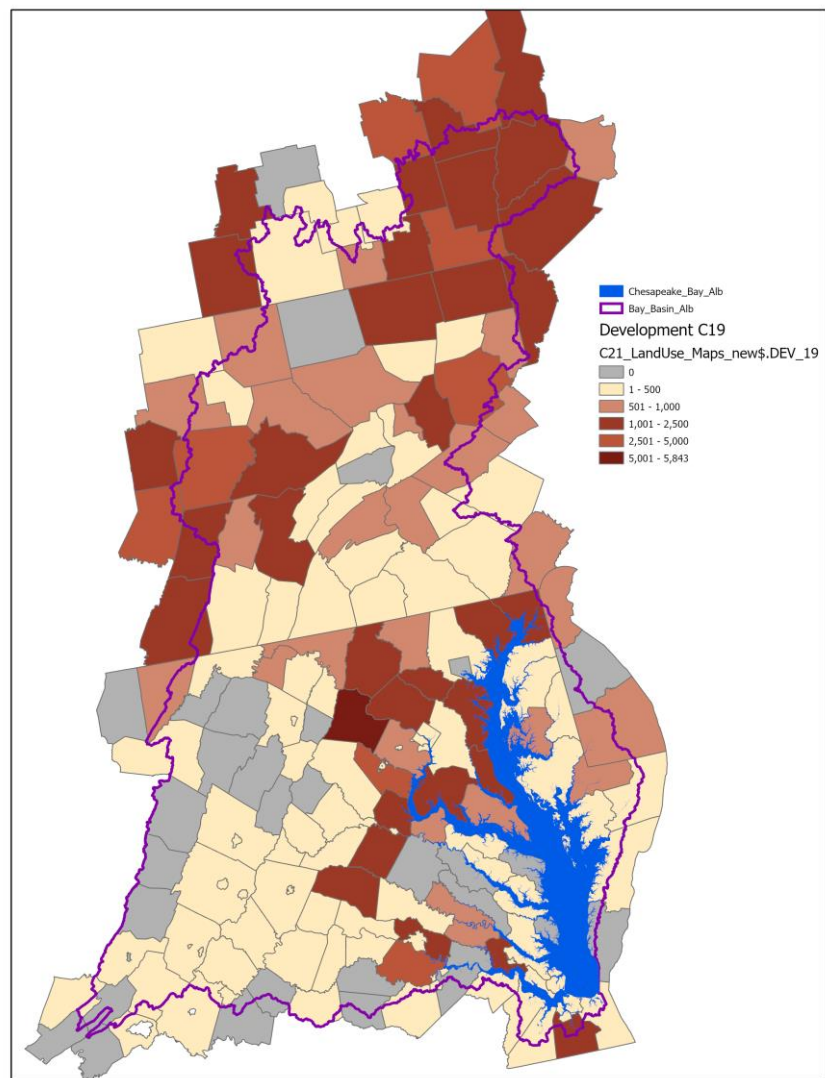 Chesapeake_Bay_Alb
Bay_Basin_Alb
Development C19
C21_LandUse_Maps_new$.DEV_19
0
1 - 500
501 - 1,000
1,001 - 2,500
2,501 - 5,000
5,001 - 5,843